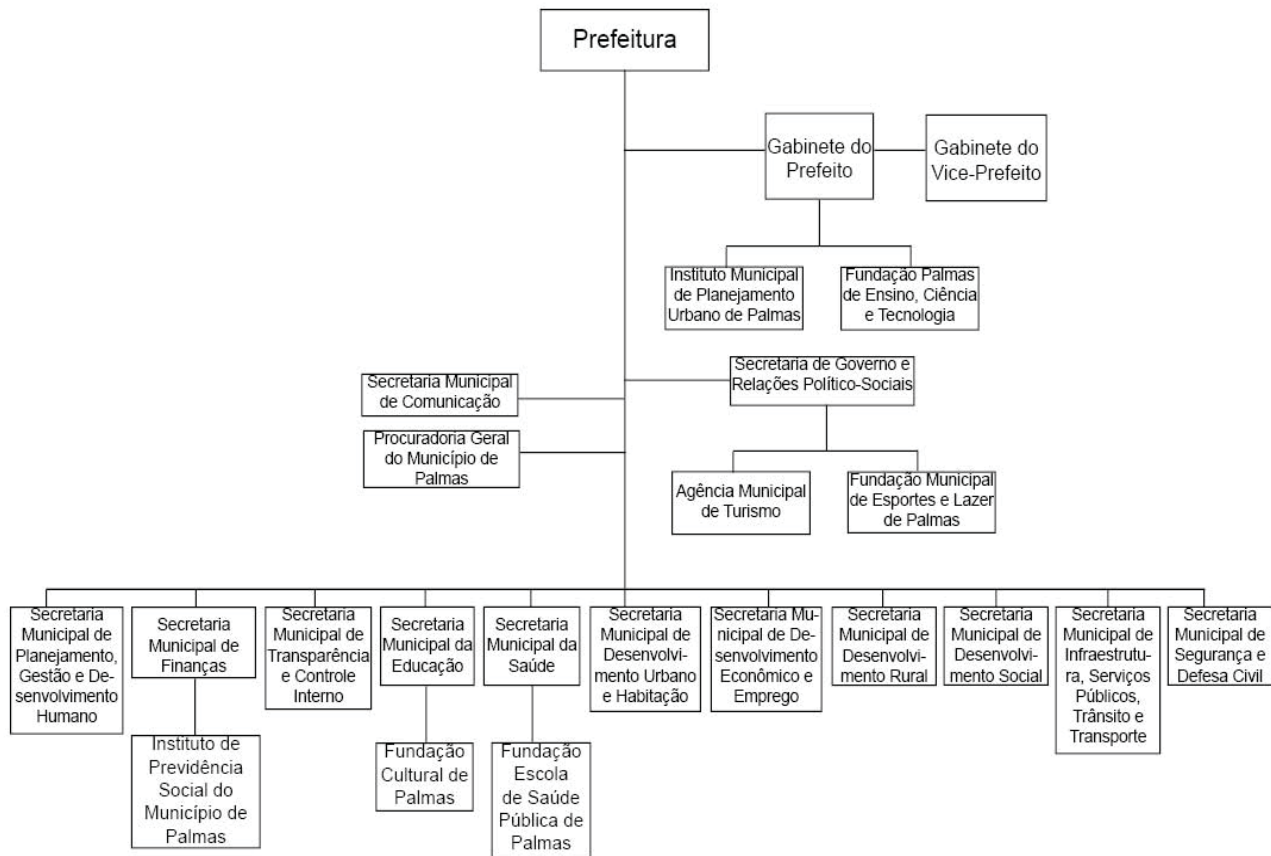 Prefeitura
Gabinete do
Prefeito
Gabinete do
Vice-Prefeito
Instituto Municipal
de Planejamento
Urbano de Palmas
Fundação Palmas
de Ensino, Ciência
e Tecnologia
Secretaria de Governo e
Relações Político-Sociais
Secretaria Municipal
de Comunicação
Procuradoria Geral
do Município de
Palmas
Agência Municipal
de Turismo
Fundação Municipal
de Esportes e Lazer
de Palmas
Secretaria
Municipal de
Planejamento,
Gestão e De-
senvolvimento
Humano
Secretaria
Municipal de
Finanças
Secretaria
Municipal de
Transparência
e Controle
Interno
Secretaria
Municipal da
Educação
Secretaria
Municipal da
Saúde
Secretaria
Municipal de
Desenvolvi-
mento Urbano
e Habitação
Secretaria Mu-
nicipal de De-
senvolvimento
Econômico e
Emprego
Secretaria
Municipal de
Desenvolvi-
mento Rural
Secretaria
Municipal de
Desenvolvi-
mento Social
Secretaria
Municipal de
Infraestrutu-
ra, Serviços
Públicos,
Trânsito e
Transporte
Secretaria
Municipal de
Segurança e
Defesa Civil
Instituto de
Previdência
Social do
Município de
Palmas
Fundação
Cultural de
Palmas
Fundação
Escola
de Saúde
Pública de
Palmas